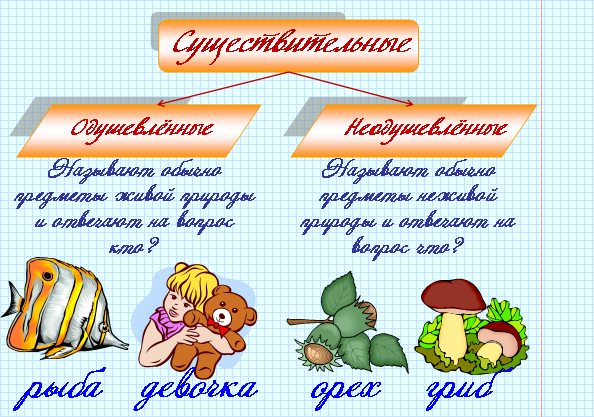 Существительные
Одушевлённые
Называют обычно
предметы живой природы
и отвечают на вопрос
кто?
Неодушевлённые
Называют обычно
предметы неживой
природы и отвечают на
вопрос что?
рыба девочка орех гриб